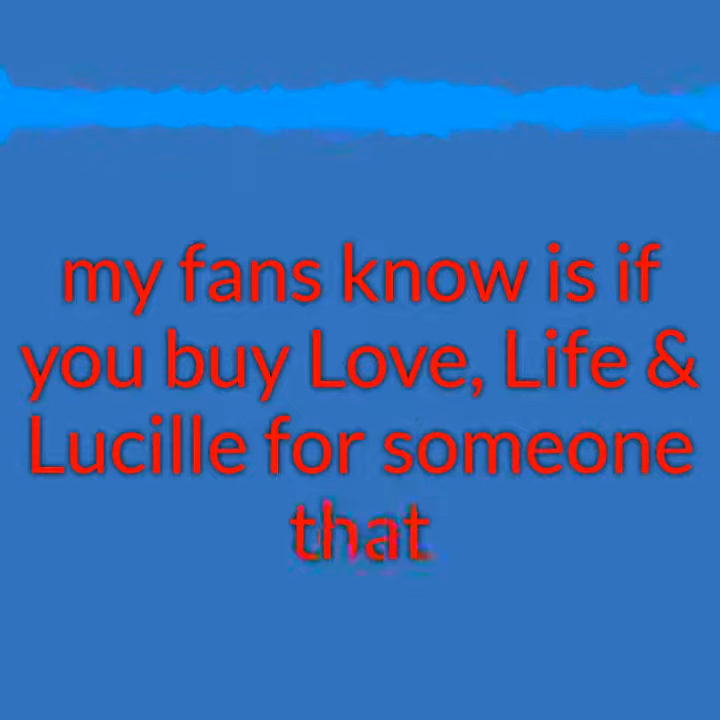 my fans know is if
you buy Love, Life &
Lucille for someone
that